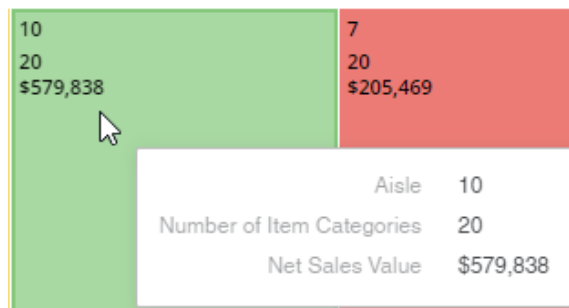 10
20
$579,838
7
20
$205,469
Aisle 10
Number of Item Categories 20
Net Sales Value $579,838